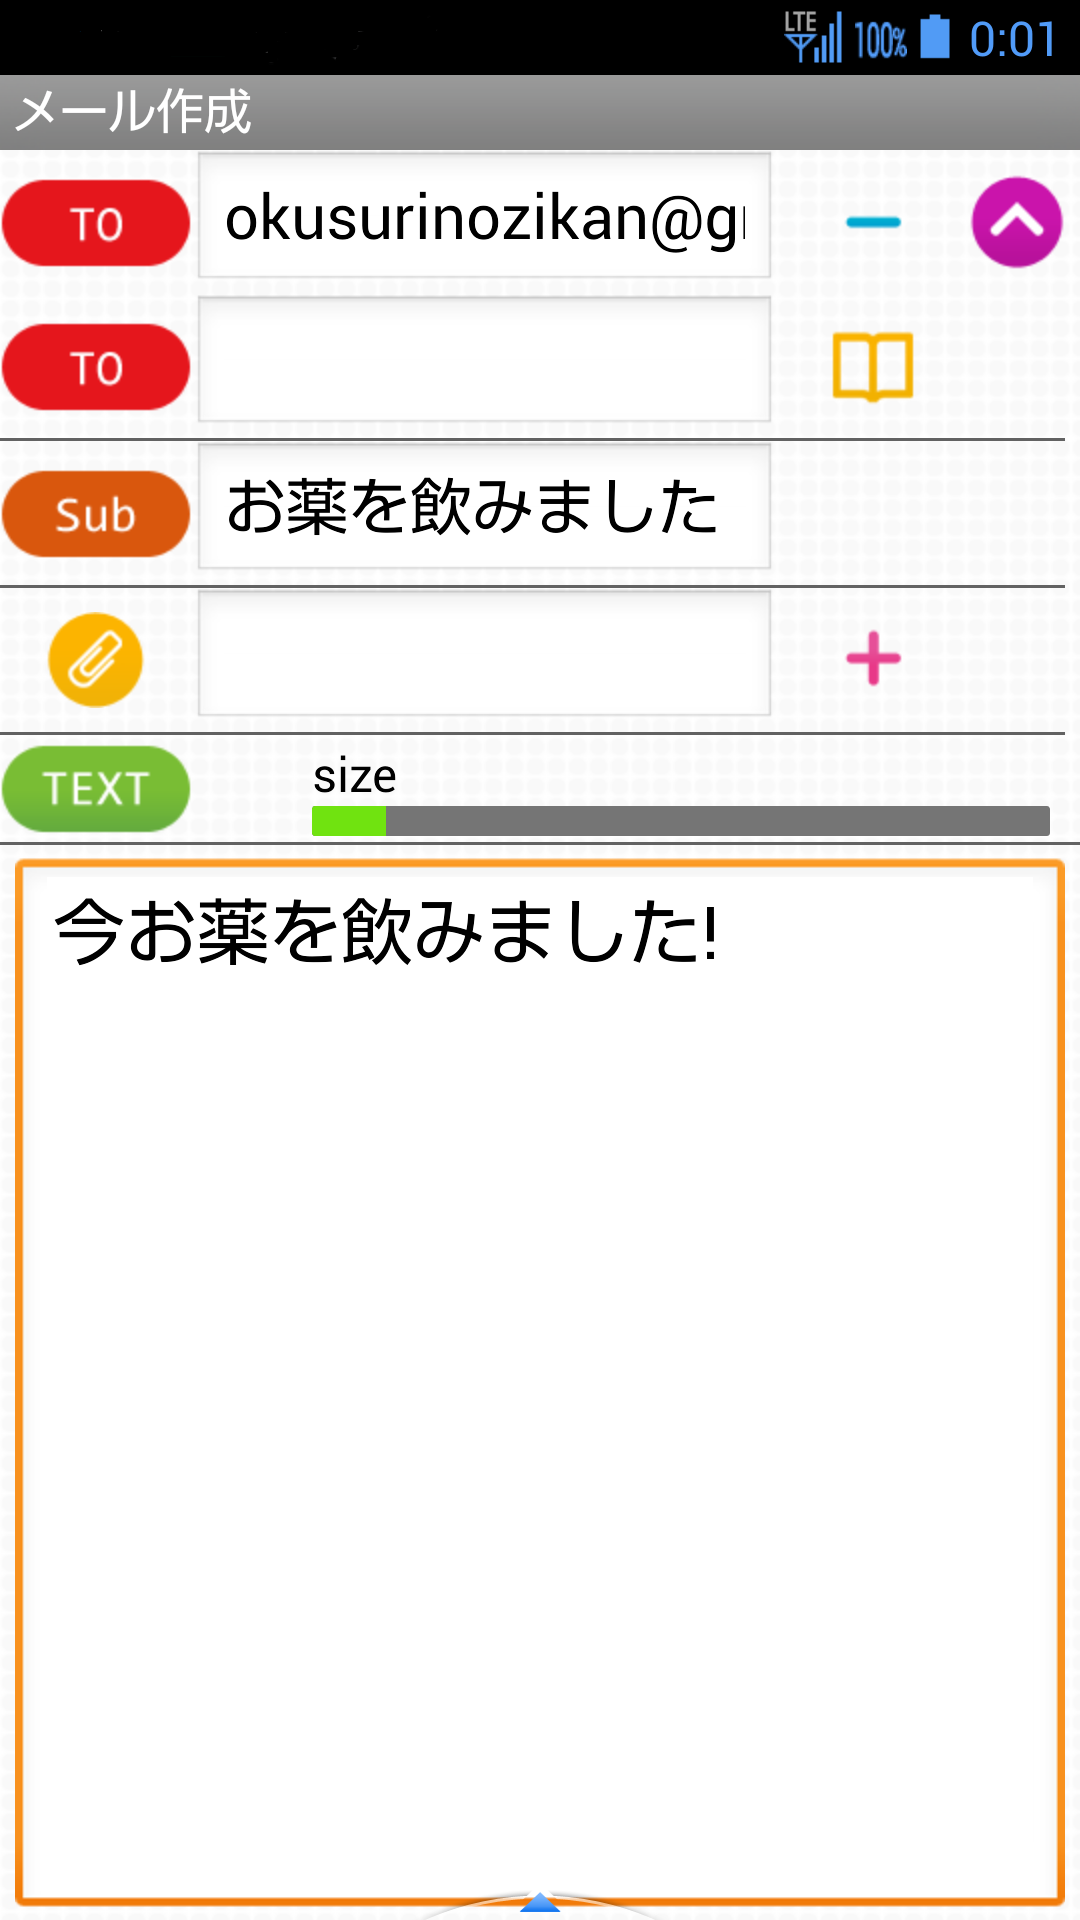 LTE 100% 0:01
メール作成
TO okusurinozikan@g
TO
Sub お薬を飲みました
TEXT size
今お薬を飲みました!